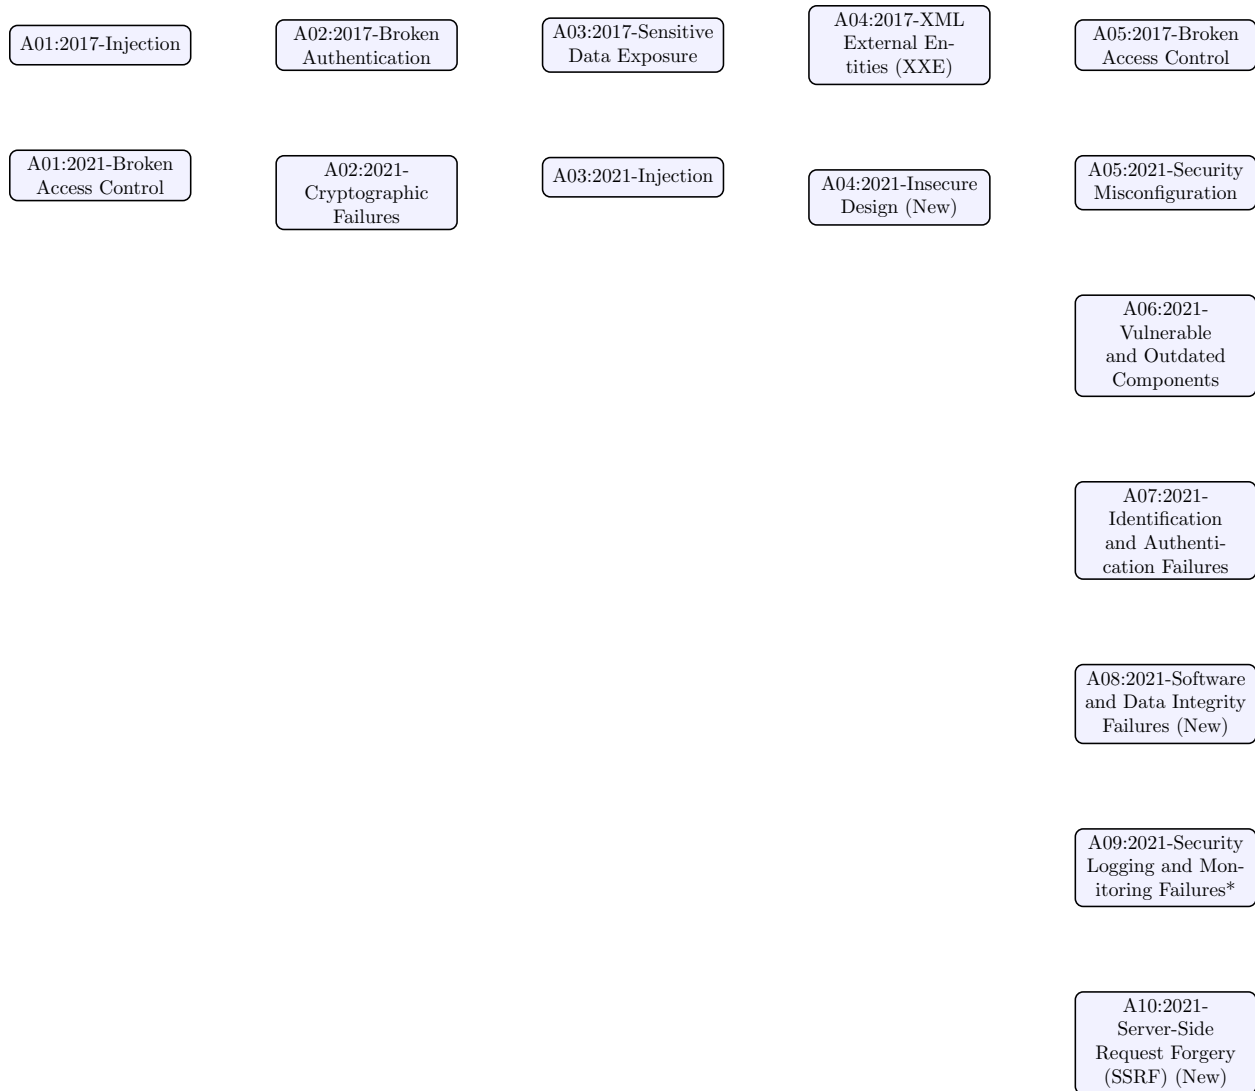 A01:2017-Injection
A02:2017-Broken
Authentication
A03:2017-Sensitive
Data Exposure
A04:2017-XML
External En-
tities (XXE)
A05:2017-Broken
Access Control
A01:2021-Broken
Access Control
A02:2021-
Cryptographic
Failures
A03:2021-Injection
A04:2021-Insecure
Design (New)
A05:2021-Security
Misconfiguration
A06:2021-
Vulnerable
and Outdated
Components
A07:2021-
Identification
and Authenti-
cation Failures
A08:2021-Software
and Data Integrity
Failures (New)
A09:2021-Security
Logging and Mon-
itoring Failures*
A10:2021-
Server-Side
Request Forgery
(SSRF) (New)